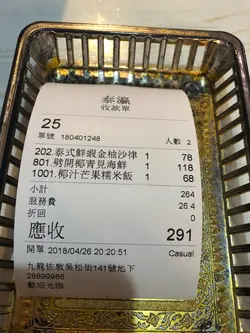 泰瀛
收款單
25
單號 180401248 人數 2
202.泰式鮮蝦金柚沙律 1 78
801.劈開椰青見海鮮 1 118
1001.椰汁芒果糯米飯 1 68
小計 264
服務費 26.4
折回 0
應收 291
開單 2018/04/26 20:20:51 Casual
九龍佐敦吳松街141號地下
28699986
歡迎光臨